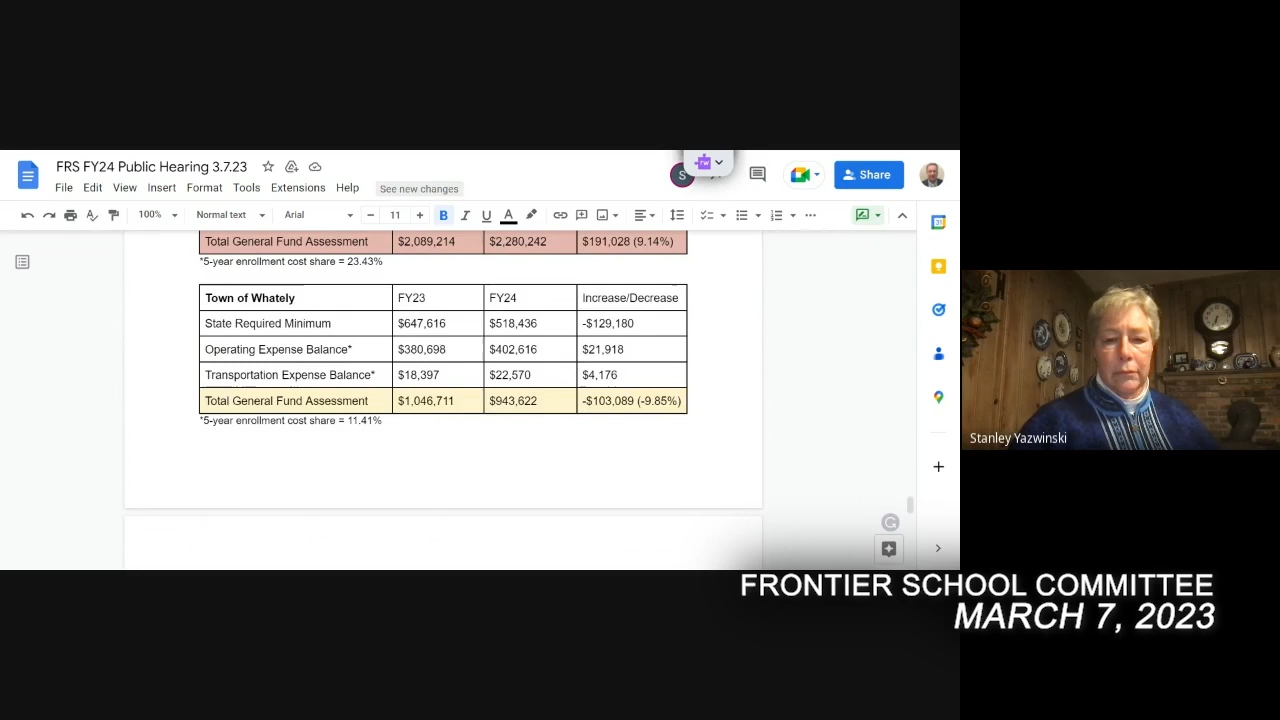 FRS FY24 Public Hearing 3.7.23
File Edit View Insert Format Tools Extensions Help See new changes
S rw Share
100% Normal text Arial − 11 + B I U A
Total General Fund Assessment $2,089,214 $2,280,242 $191,028 (9.14%)
*5-year enrollment cost share = 23.43%
Town of Whately FY23 FY24 Increase/Decrease
State Required Minimum $647,616 $518,436 -$129,180
Operating Expense Balance* $380,698 $402,616 $21,918
Transportation Expense Balance* $18,397 $22,570 $4,176
Total General Fund Assessment $1,046,711 $943,622 -$103,089 (-9.85%)
*5-year enrollment cost share = 11.41%
Stanley Yazwinski
FRONTIER SCHOOL COMMITTEE
MARCH 7, 2023